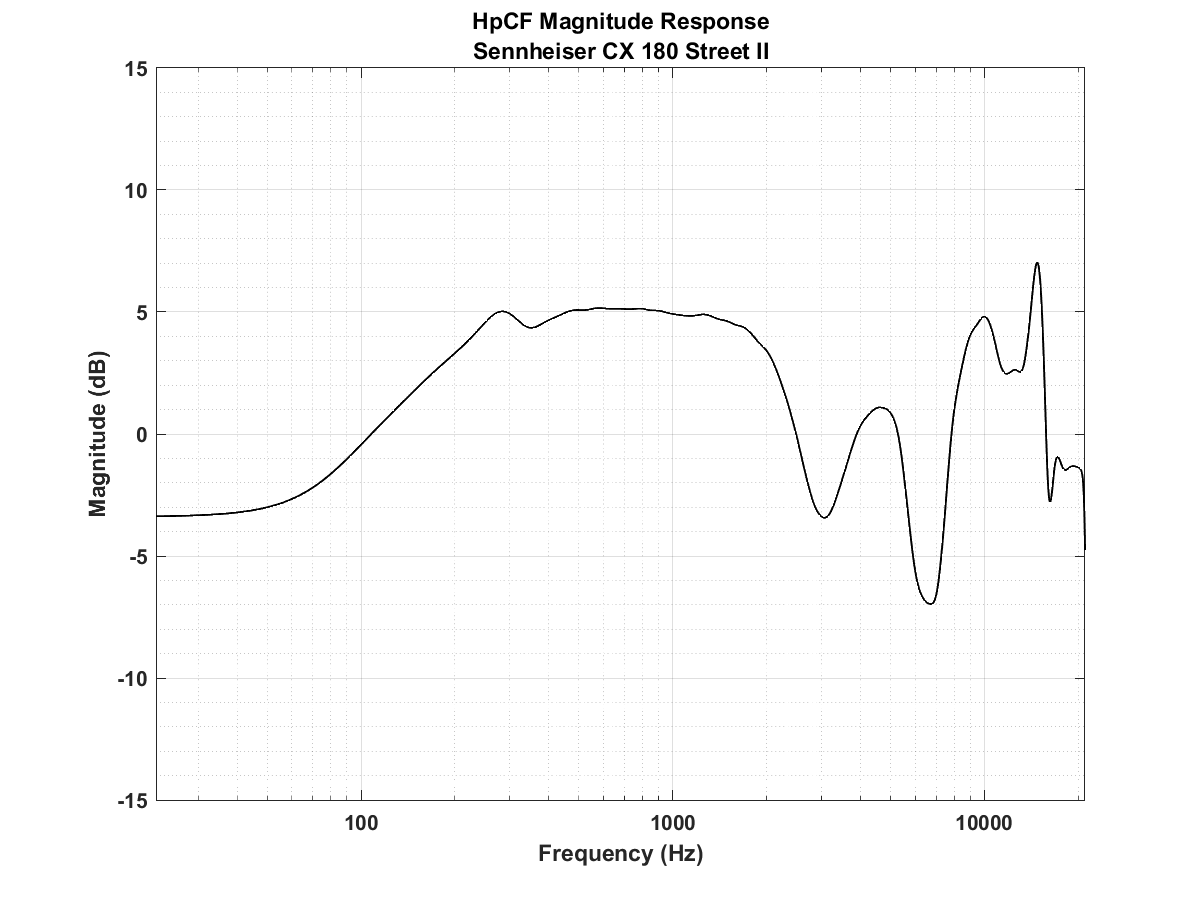 HpCF Magnitude Response
Sennheiser CX 180 Street II
15
10
5
0
-5
-10
-15
Magnitude (dB)
100
1000
10000
Frequency (Hz)